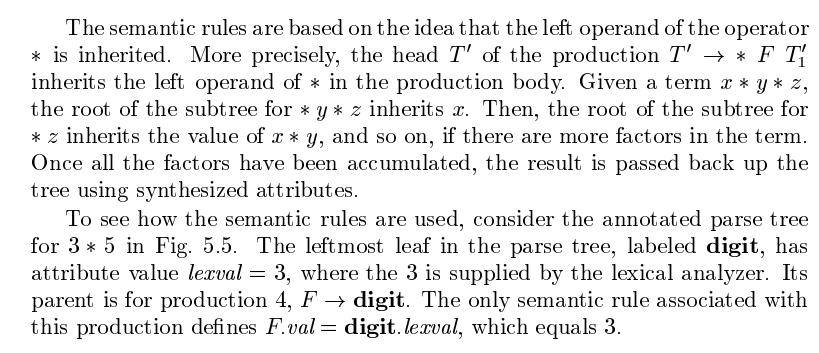 The semantic rules are based on the idea that the left operand of the operator
* is inherited. More precisely, the head T′ of the production T′ → * F T′₁
inherits the left operand of * in the production body. Given a term x * y * z,
the root of the subtree for * y * z inherits x. Then, the root of the subtree for
* z inherits the value of x * y, and so on, if there are more factors in the term.
Once all the factors have been accumulated, the result is passed back up the
tree using synthesized attributes.
To see how the semantic rules are used, consider the annotated parse tree
for 3 * 5 in Fig. 5.5. The leftmost leaf in the parse tree, labeled digit, has
attribute value lexval = 3, where the 3 is supplied by the lexical analyzer. Its
parent is for production 4, F → digit. The only semantic rule associated with
this production defines F.val = digit.lexval, which equals 3.